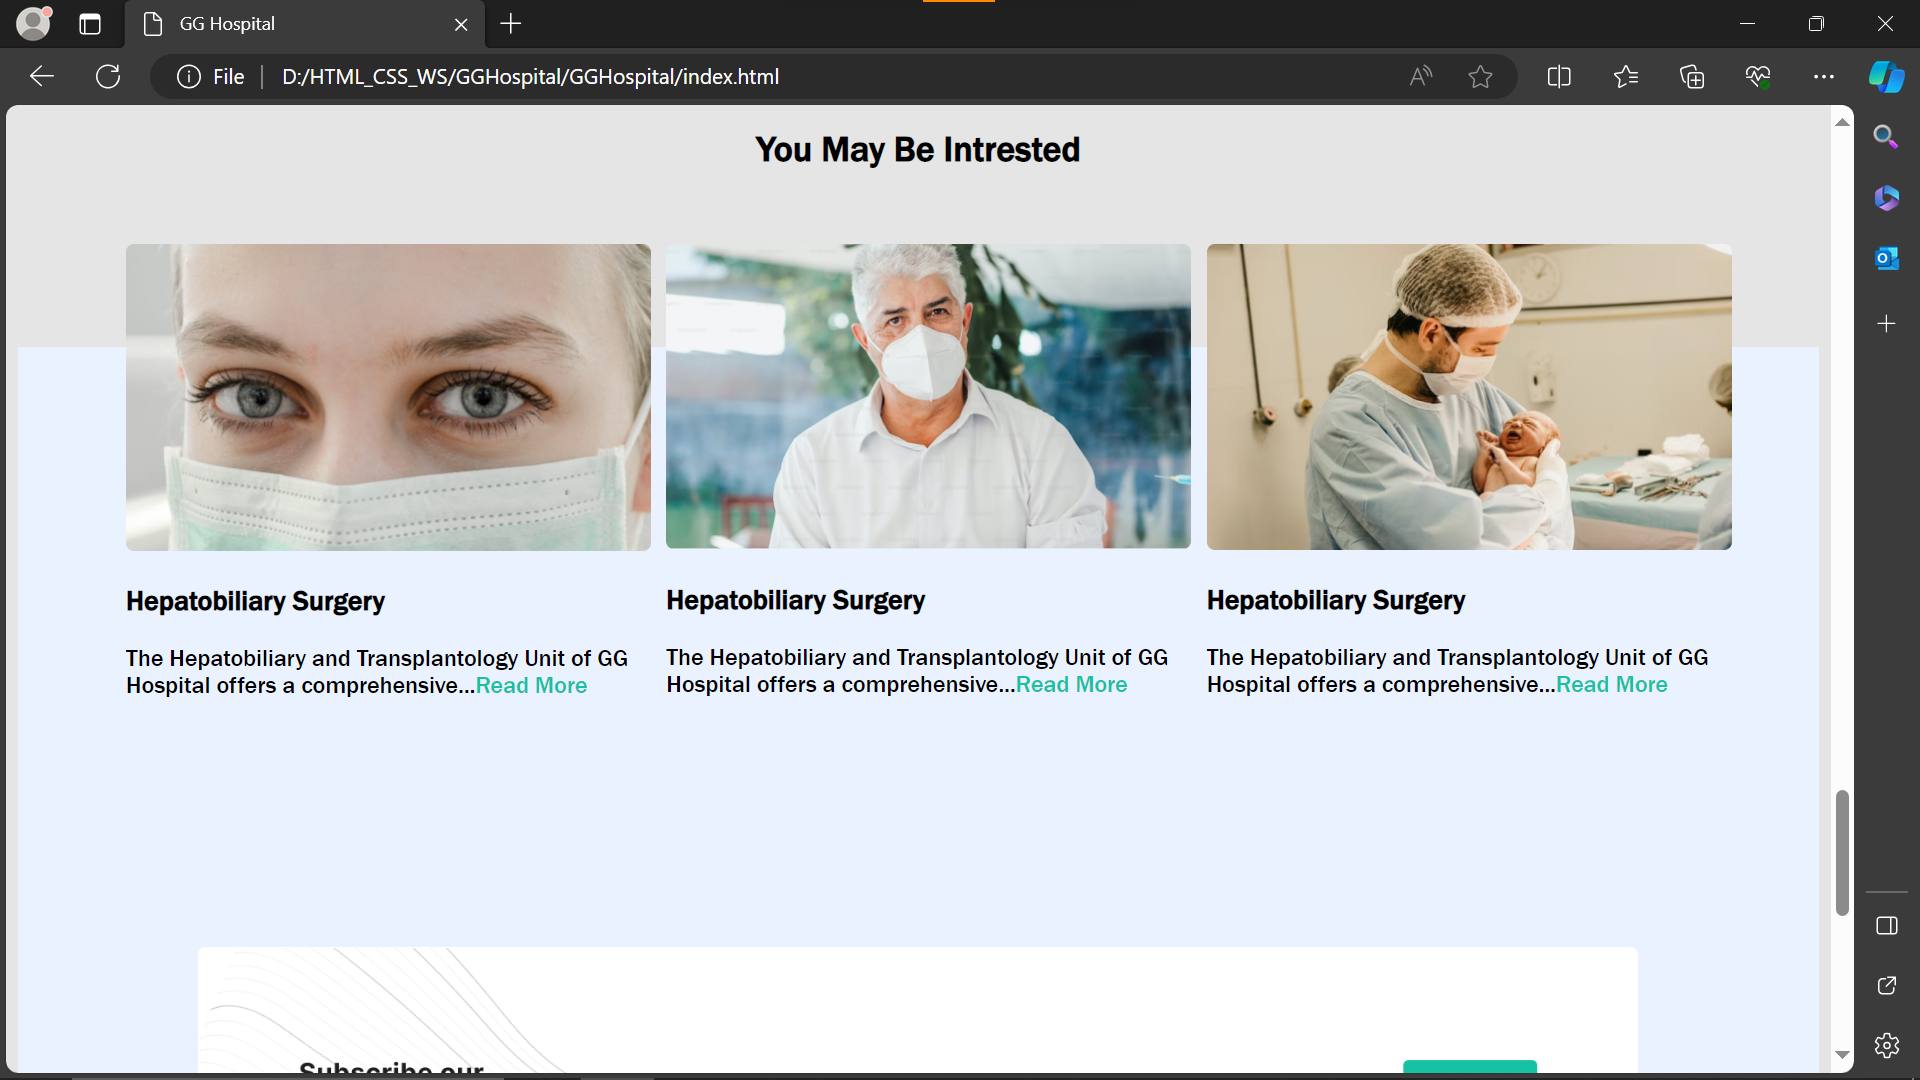 GG Hospital
File
D:/HTML_CSS_WS/GGHospital/GGHospital/index.html
You May Be Intrested
Hepatobiliary Surgery
The Hepatobiliary and Transplantology Unit of GG
Hospital offers a comprehensive...Read More
Hepatobiliary Surgery
The Hepatobiliary and Transplantology Unit of GG
Hospital offers a comprehensive...Read More
Hepatobiliary Surgery
The Hepatobiliary and Transplantology Unit of GG
Hospital offers a comprehensive...Read More
Subscribe our